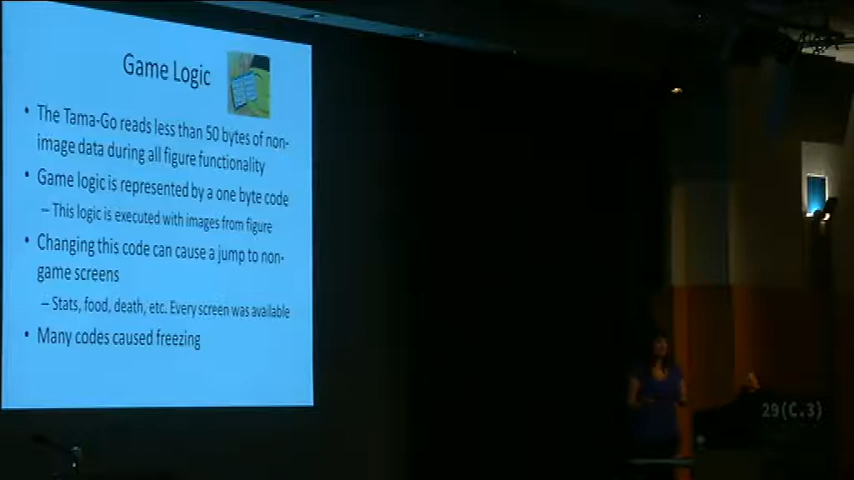 Game Logic
• The Tama-Go reads less than 50 bytes of non-
image data during all figure functionality
• Game logic is represented by a one byte code
– This logic is executed with images from figure
• Changing this code can cause a jump to non-
game screens
– Stats, food, death, etc. Every screen was available
• Many codes caused freezing
29(C.3)